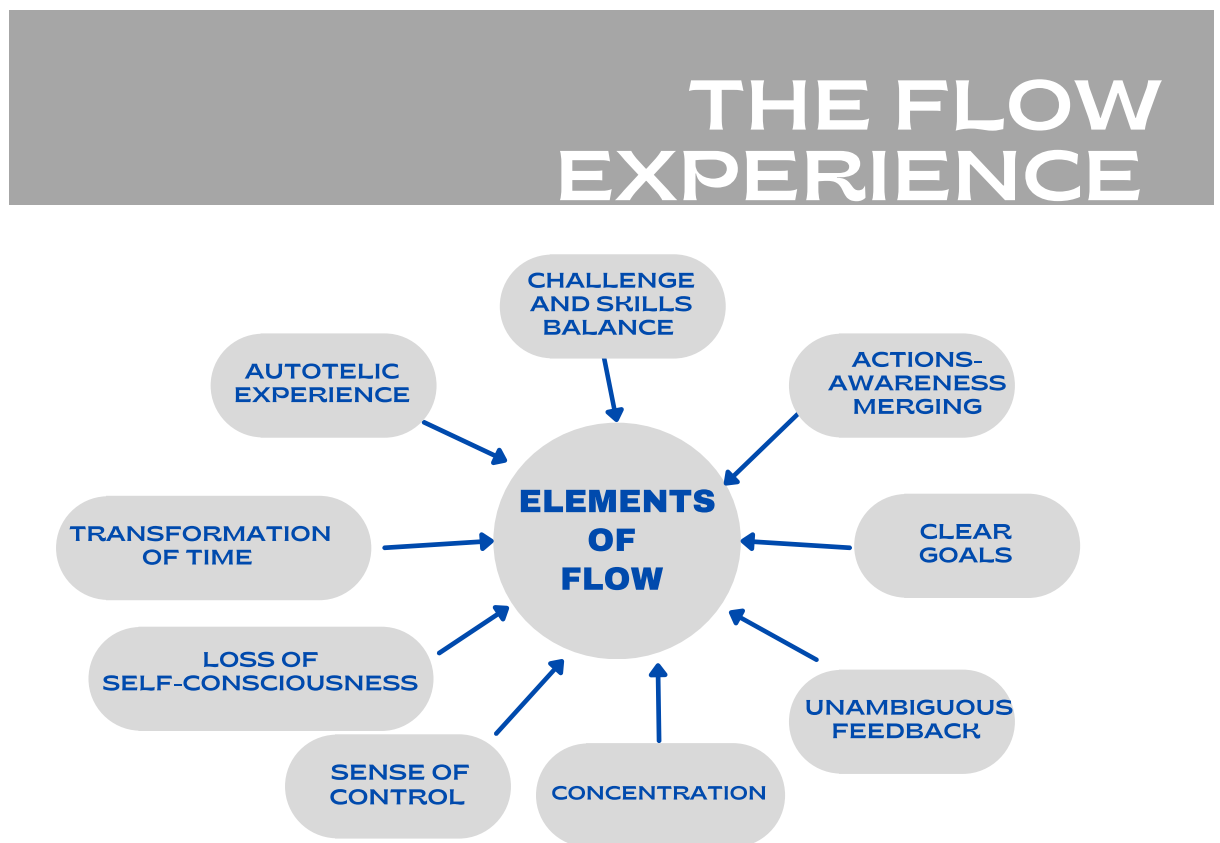 THE FLOW
EXPERIENCE
CHALLENGE
AND SKILLS
BALANCE
AUTOTELIC
EXPERIENCE
ACTIONS-
AWARENESS
MERGING
ELEMENTS
OF
FLOW
TRANSFORMATION
OF TIME
CLEAR
GOALS
LOSS OF
SELF-CONSCIOUSNESS
UNAMBIGUOUS
FEEDBACK
SENSE OF
CONTROL
CONCENTRATION